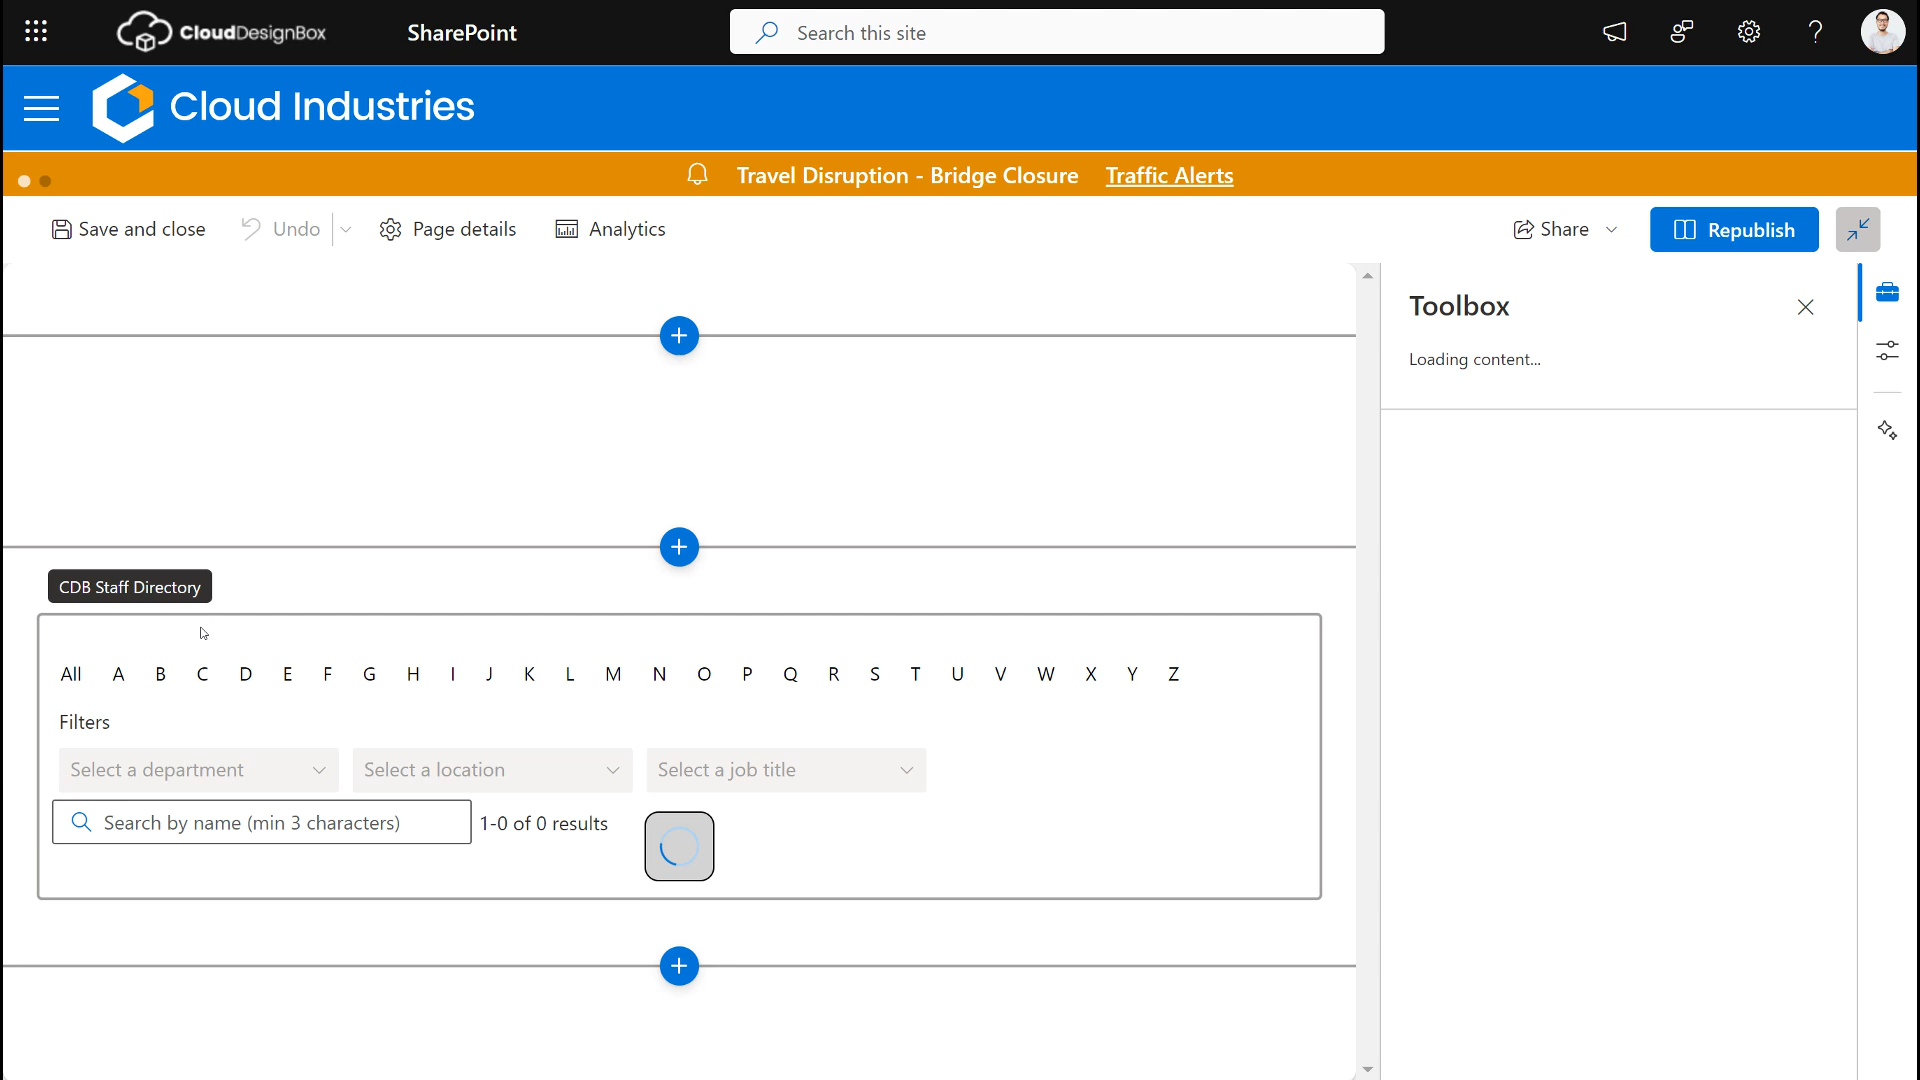 CloudDesignBox SharePoint Search this site
Cloud Industries
Travel Disruption - Bridge Closure Traffic Alerts
Save and close Undo Page details Analytics Share Republish
Toolbox
Loading content...
CDB Staff Directory
All A B C D E F G H I J K L M N O P Q R S T U V W X Y Z
Filters
Select a department Select a location Select a job title
Search by name (min 3 characters) 1-0 of 0 results